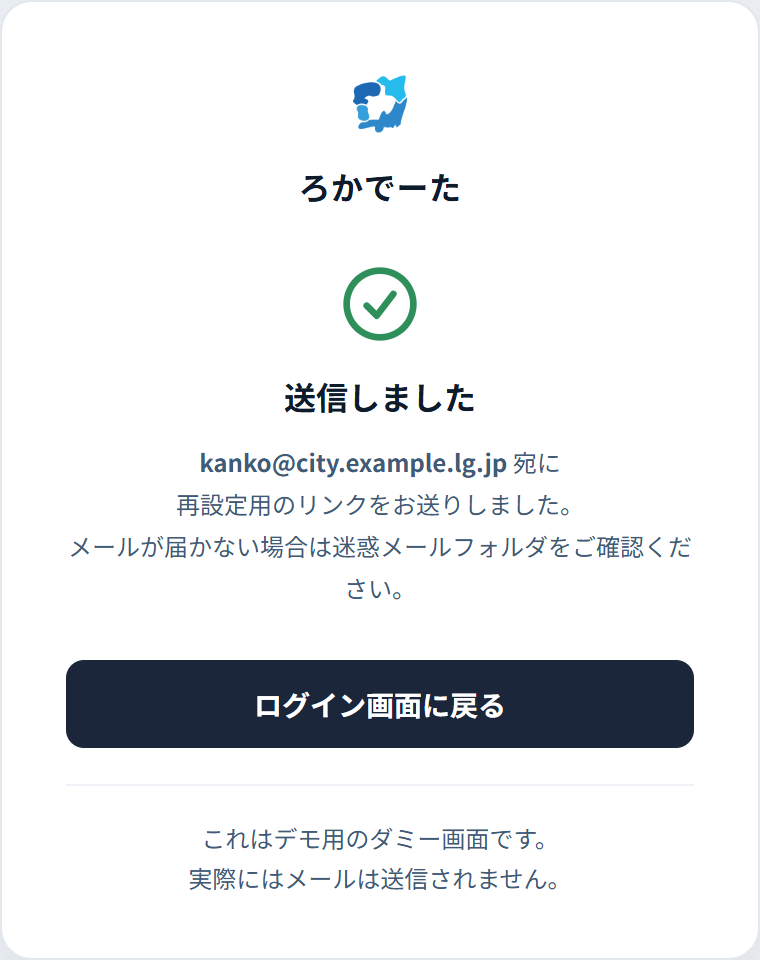 ろかでーた
送信しました
kanko@city.example.lg.jp 宛に
再設定用のリンクをお送りしました。
メールが届かない場合は迷惑メールフォルダをご確認くだ
さい。
ログイン画面に戻る
これはデモ用のダミー画面です。
実際にはメールは送信されません。